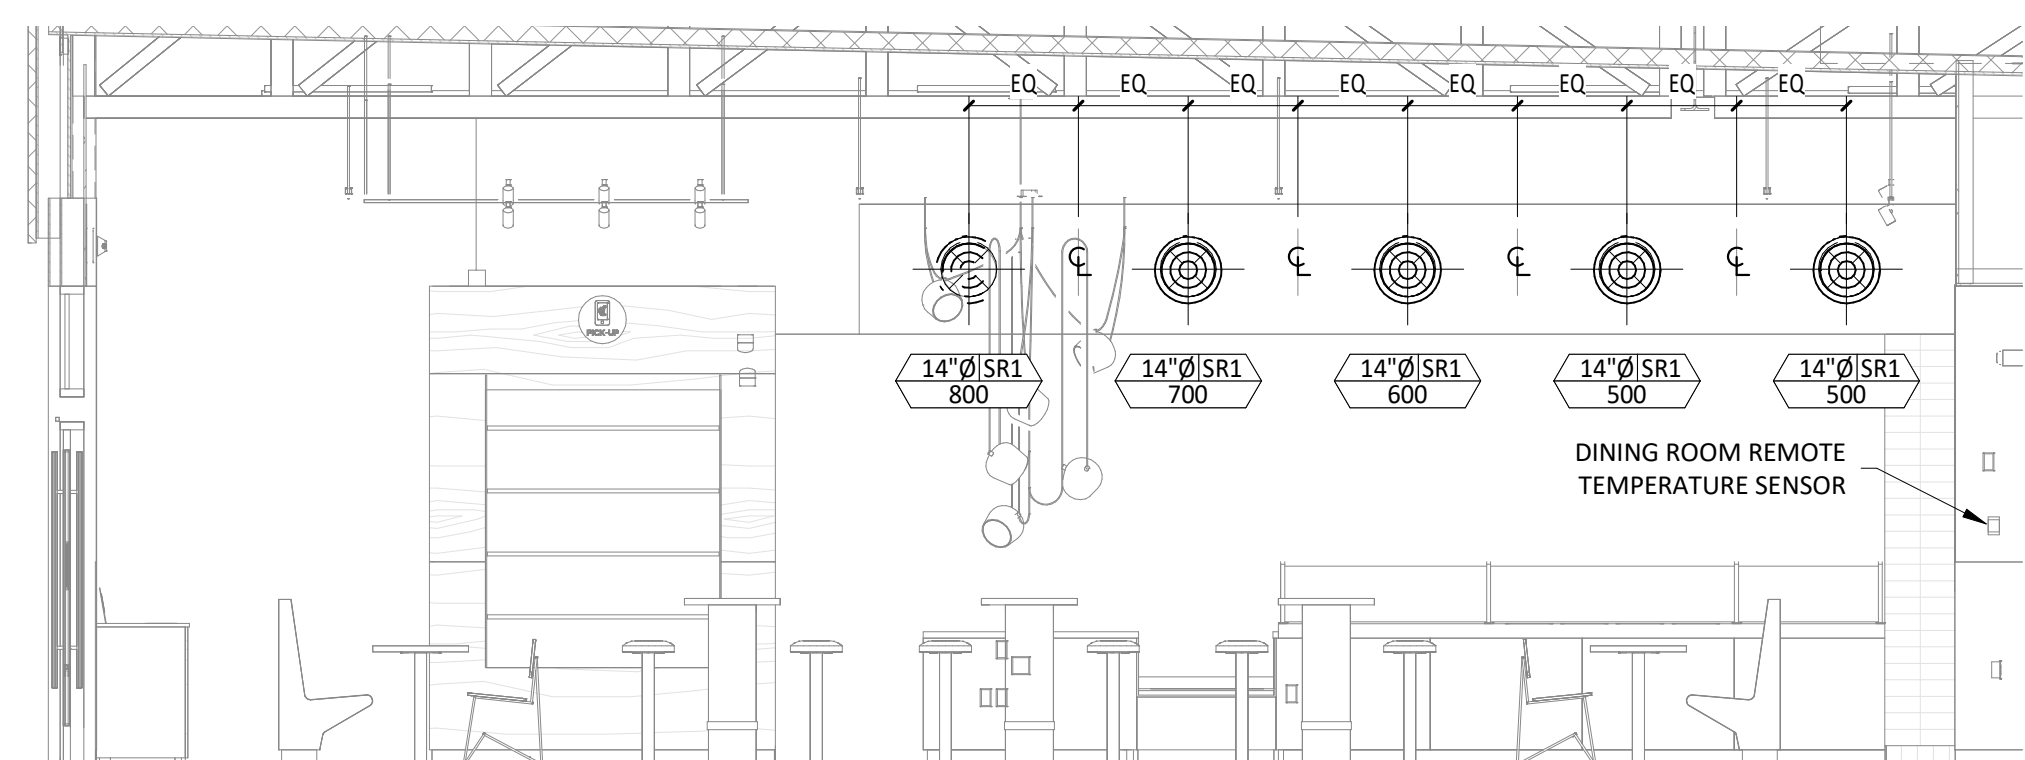 EQ EQ EQ EQ EQ EQ EQ EQ
PICK-UP
℄ ℄ ℄ ℄
14"Ø SR1 14"Ø SR1 14"Ø SR1 14"Ø SR1 14"Ø SR1
800 700 600 500 500
DINING ROOM REMOTE
TEMPERATURE SENSOR